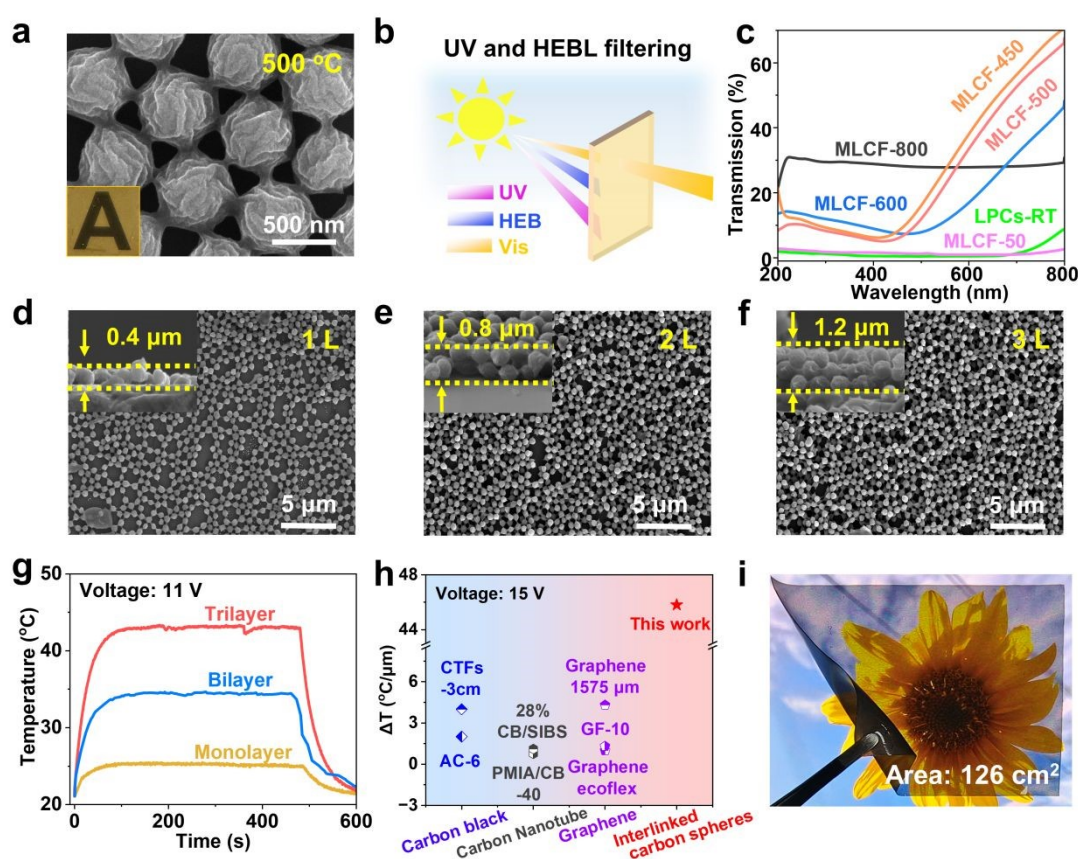 a
500 °C
A
500 nm
b
UV and HEBL filtering
UV
HEB
Vis
c
Transmission (%)
60
40
20
0
MLCF-450
MLCF-500
MLCF-800
MLCF-600
LPCs-RT
MLCF-50
200
400
600
800
Wavelength (nm)
d
0.4 μm
1 L
5 μm
e
0.8 μm
2 L
5 μm
f
1.2 μm
3 L
5 μm
g
Voltage: 11 V
Temperature (°C)
50
40
30
20
Trilayer
Bilayer
Monolayer
0
200
400
600
Time (s)
h
Voltage: 15 V
ΔT (°C/μm)
48
44
6
3
0
−3
This work
CTFs
-3cm
AC-6
28%
CB/SIBS
PMIA/CB
-40
Graphene
1575 μm
GF-10
Graphene
ecoflex
Carbon black
Carbon Nanotube
Graphene
Interlinked
carbon spheres
i
Area: 126 cm²